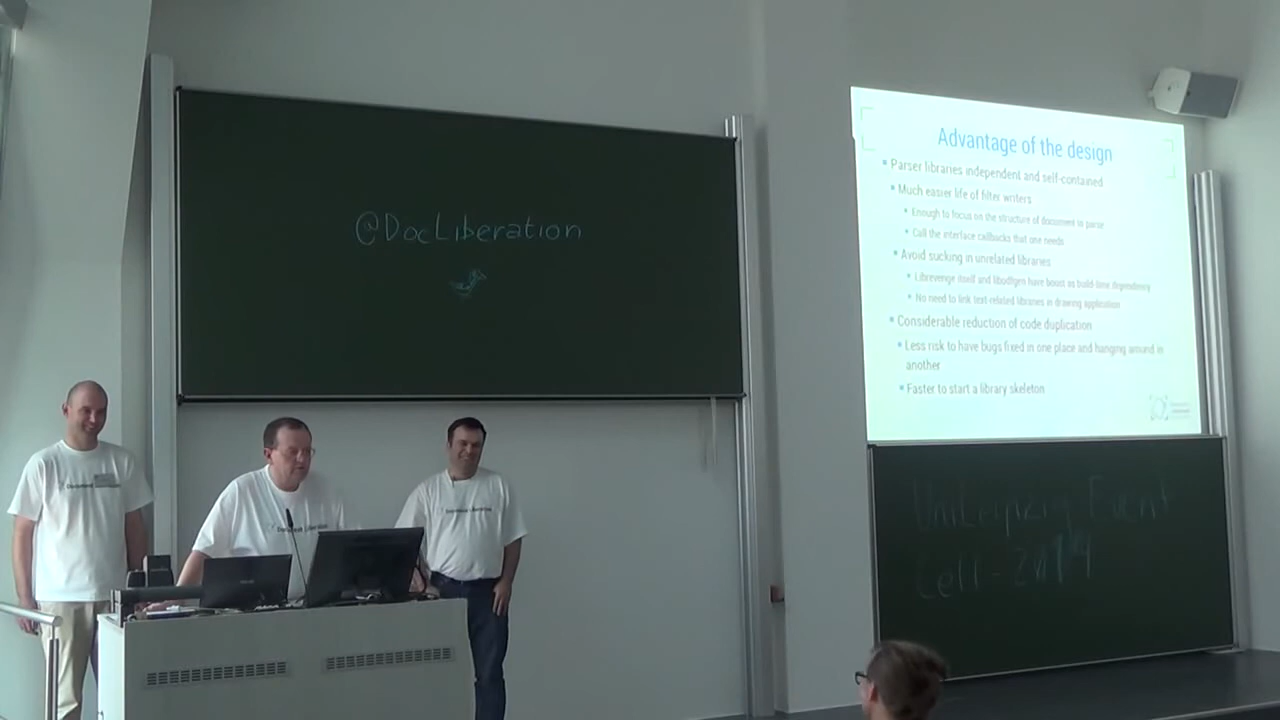 @DocLiberation
Advantage of the design
Parser libraries independent and self-contained
Much easier life of filter writers
Enough to focus on the structure of document to parse
Call the interface callbacks that one needs
Avoid sucking in unrelated libraries
Librevenge itself and libodfgen have boost as build-time dependency
No need to link text-related libraries in drawing application
Considerable reduction of code duplication
Less risk to have bugs fixed in one place and hanging around in
another
Faster to start a library skeleton
UniLeipzig Event